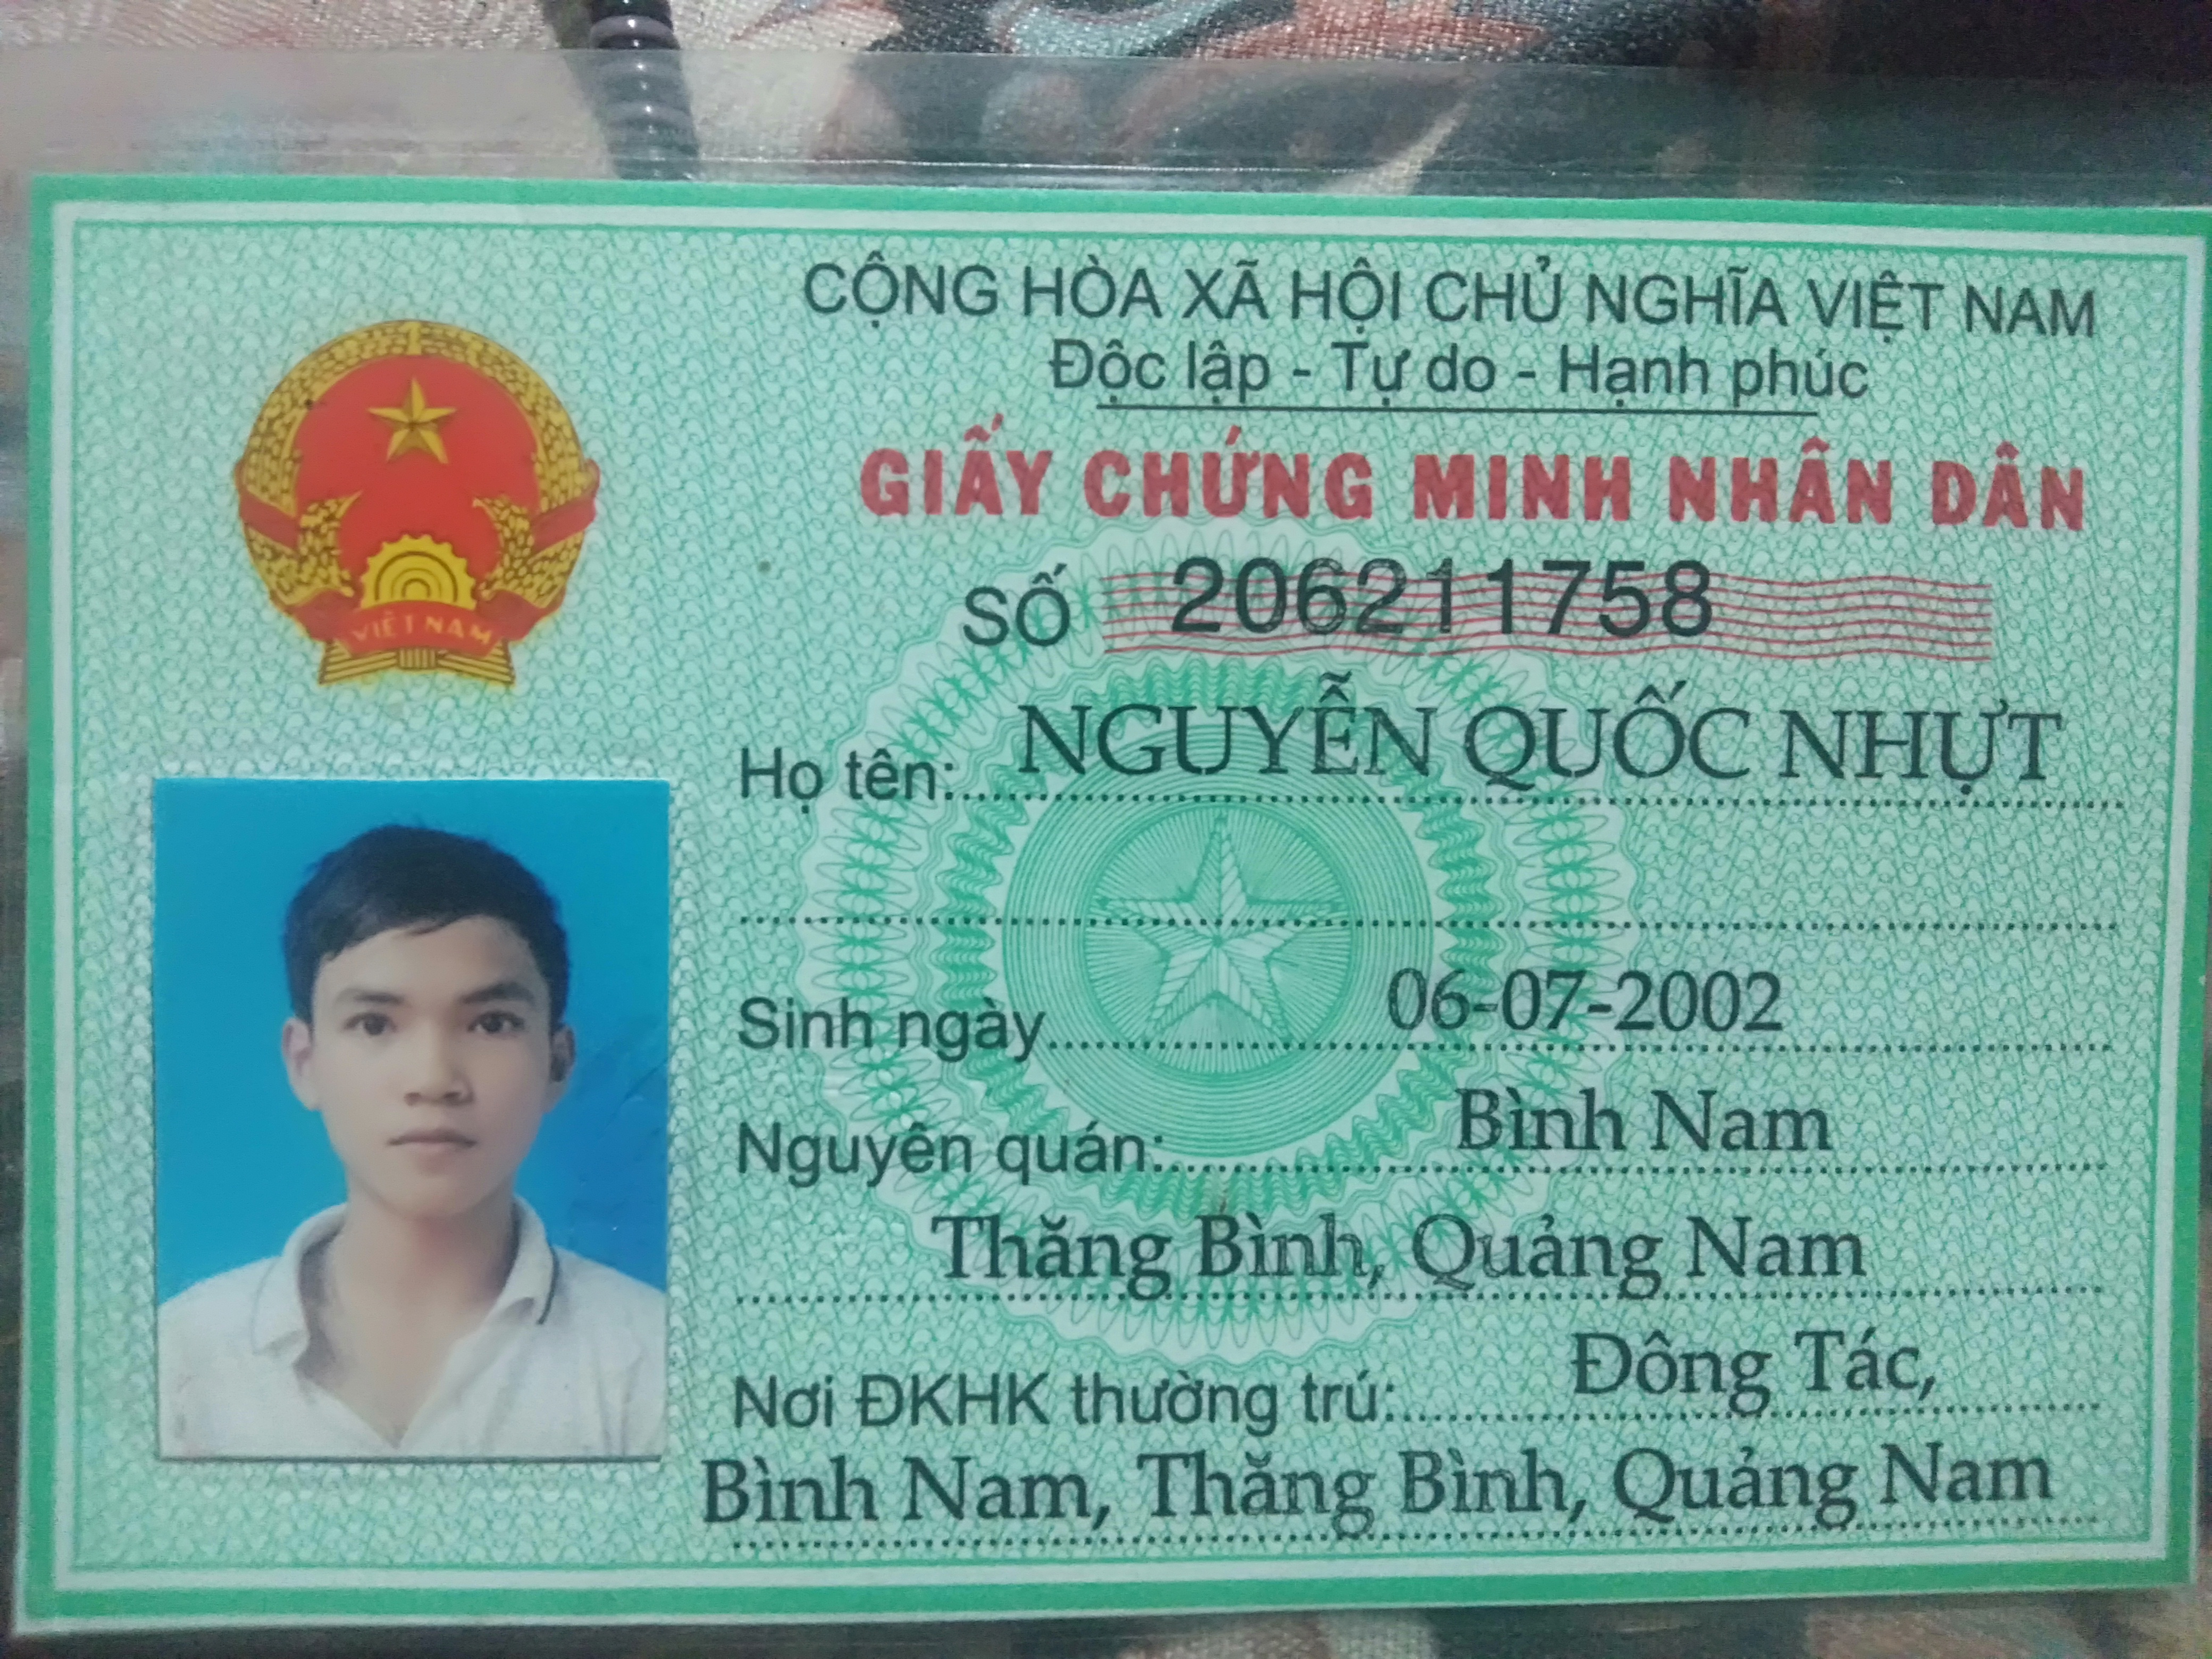 CỘNG HÒA XÃ HỘI CHỦ NGHĨA VIỆT NAM
Độc lập - Tự do - Hạnh phúc
GIẤY CHỨNG MINH NHÂN DÂN
SỐ 206211758
VIỆT NAM
Họ tên: NGUYỄN QUỐC NHỰT
Sinh ngày 06-07-2002
Nguyên quán: Bình Nam
Thăng Bình, Quảng Nam
Nơi ĐKHK thường trú: Đông Tác,
Bình Nam, Thăng Bình, Quảng Nam